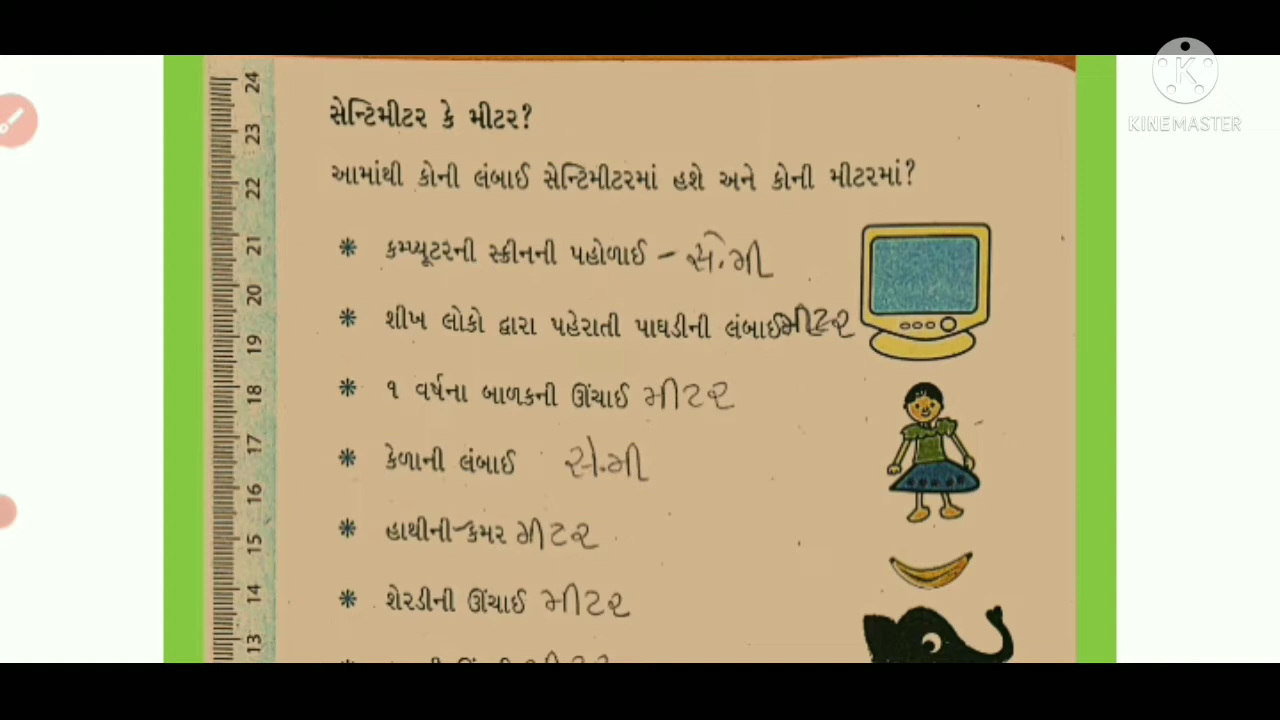 સેન્ટિમીટર કે મીટર?
આમાંથી કોની લંબાઈ સેન્ટિમીટરમાં હશે અને કોની મીટરમાં?
* કમ્પ્યૂટરની સ્ક્રીનની પહોળાઈ - સે.મી
* શીખ લોકો દ્વારા પહેરાતી પાઘડીની લંબાઈ મીટર
* ૧ વર્ષના બાળકની ઊંચાઈ મીટર
* કેળાની લંબાઈ સે.મી
* હાથીની કમર મીટર
* શેરડીની ઊંચાઈ મીટર
24
23
22
21
20
19
18
17
16
15
14
13
K
KINEMASTER